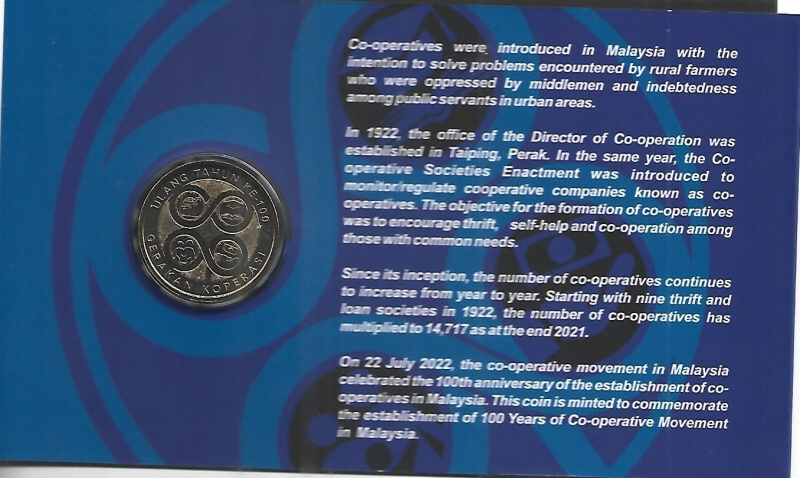 Co-operatives were introduced in Malaysia with the
intention to solve problems encountered by rural farmers
who were oppressed by middlemen and indebtedness
among public servants in urban areas.
In 1922, the office of the Director of Co-operation was
established in Taiping, Perak. In the same year, the Co-
operative Societies Enactment was introduced to
monitor/regulate cooperative companies known as co-
operatives. The objective for the formation of co-operatives
was to encourage thrift, self-help and co-operation among
those with common needs.
Since its inception, the number of co-operatives continues
to increase from year to year. Starting with nine thrift and
loan societies in 1922, the number of co-operatives has
multiplied to 14,717 as at the end 2021.
On 22 July 2022, the co-operative movement in Malaysia
celebrated the 100th anniversary of the establishment of co-
operatives in Malaysia. This coin is minted to commemorate
the establishment of 100 Years of Co-operative Movement
in Malaysia.
ULANG TAHUN KE-100
GERAKAN KOPERASI